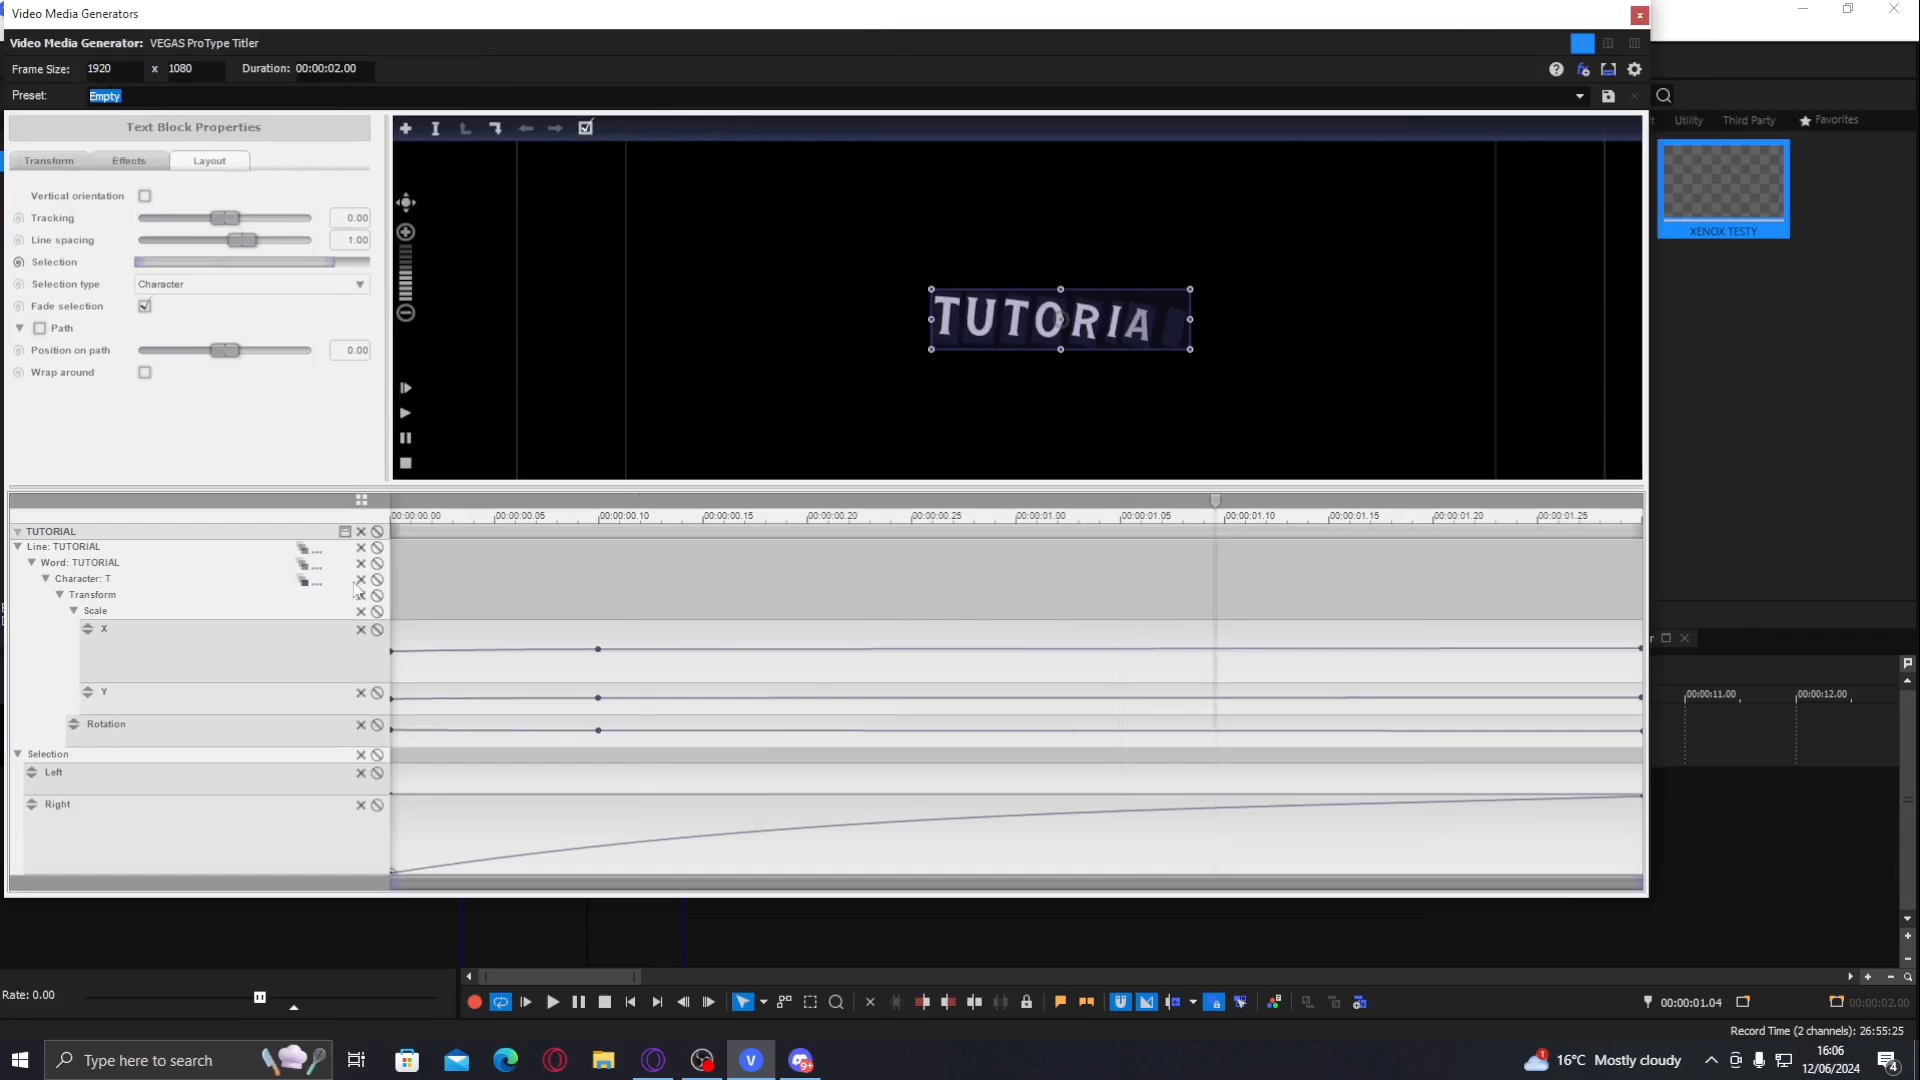 Video Media Generators
Video Media Generator: VEGAS ProType Titler
Frame Size: 1920 x 1080 Duration: 00:00:02.00
Preset: Empty
Utility Third Party Favorites
Text Block Properties
Transform Effects Layout
Vertical orientation
Tracking 0.00
Line spacing 1.00
Selection
Selection type Character
Fade selection
Path
Position on path 0.00
Wrap around
TUTORIA
XENOX TESTY
00:00:00.00 00:00:00.05 00:00:00.10 00:00:00.15 00:00:00.20 00:00:00.25 00:00:01.00 00:00:01.05 00:00:01.10 00:00:01.15 00:00:01.20 00:00:01.25
TUTORIAL
Line: TUTORIAL
Word: TUTORIAL
Character: T
Transform
Scale
X
Y
Rotation
Selection
Left
Right
00:00:11.00 00:00:12.00
Rate: 0.00
00:00:01.04 00:00:02.00
Record Time (2 channels): 26:55:25
Type here to search
9+
1
16°C Mostly cloudy
16:06
12/06/2024
4